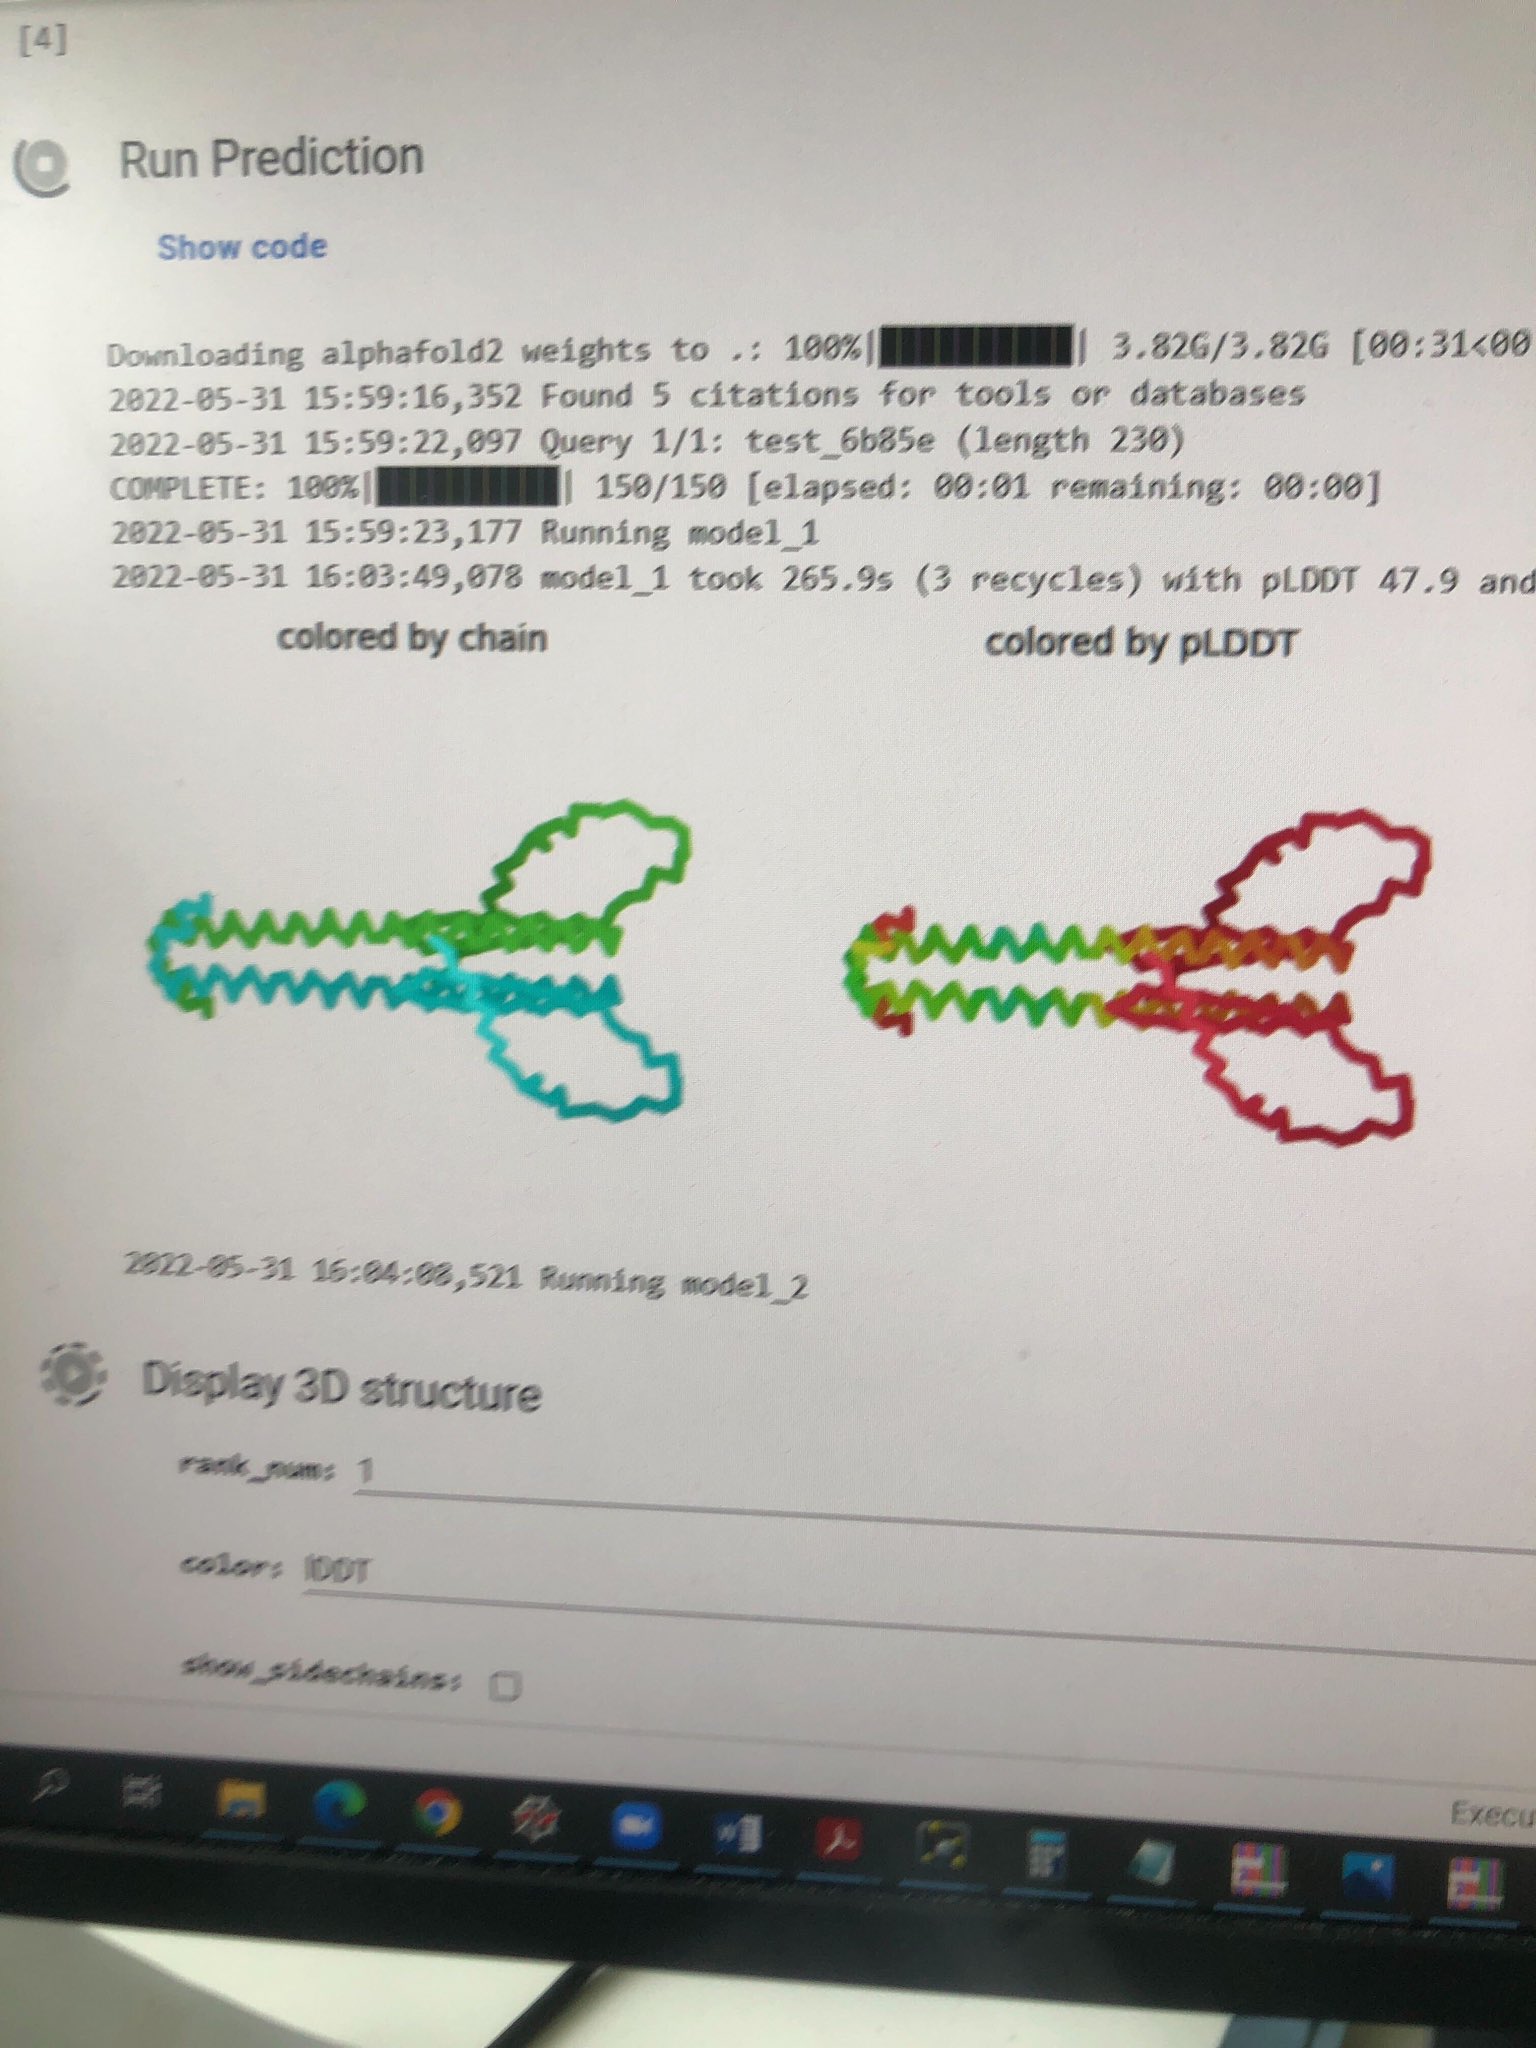 [4]
Run Prediction
Show code
Downloading alphafold2 weights to .: 100%| | 3.82G/3.82G [00:31<00
2022-05-31 15:59:16,352 Found 5 citations for tools or databases
2022-05-31 15:59:22,097 Query 1/1: test_6b85e (length 230)
COMPLETE: 100%| | 150/150 [elapsed: 00:01 remaining: 00:00]
2022-05-31 15:59:23,177 Running model_1
2022-05-31 16:03:49,078 model_1 took 265.9s (3 recycles) with pLDDT 47.9 and
colored by chain colored by pLDDT
2022-05-31 16:04:08,521 Running model_2
Display 3D structure
rank_num: 1
color: lDDT
show_sidechains:
Execu